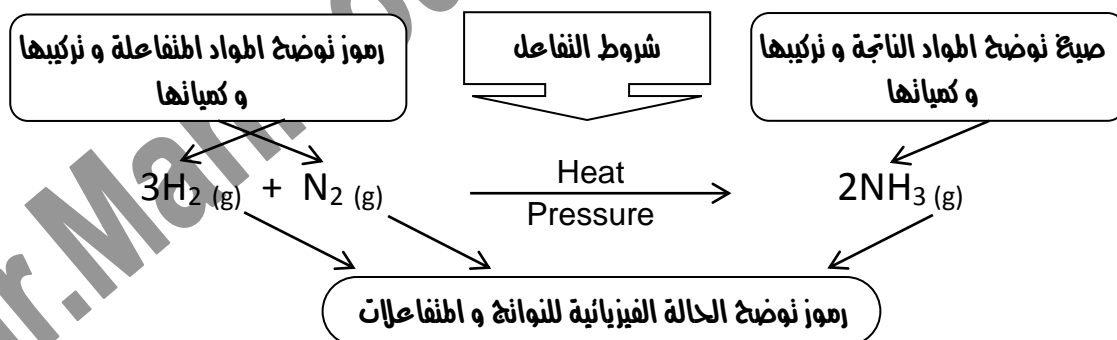 رموز توضح المواد المتفاعلة و تركيبها
و كمياتها
شروط التفاعل
صيغ توضح المواد الناتجة و تركيبها
و كمياتها
3H₂ (g) + N₂ (g) Heat 2NH₃ (g)
Pressure
رموز توضح الحالة الفيزيائية للنواتج و المتفاعلات